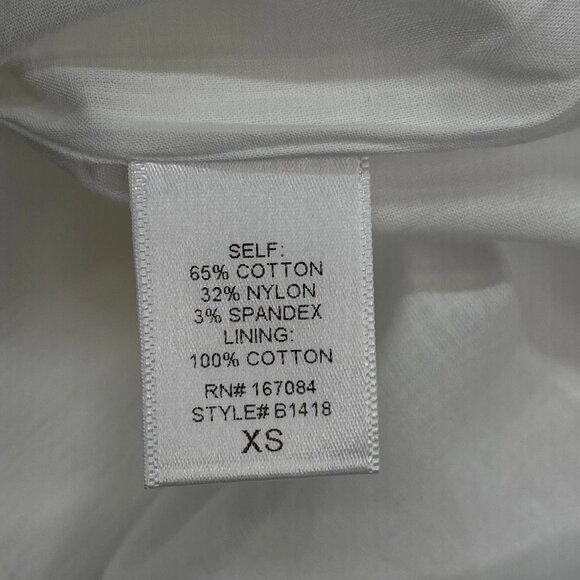 SELF:
65% COTTON
32% NYLON
3% SPANDEX
LINING:
100% COTTON
RN# 167084
STYLE# B1418
XS